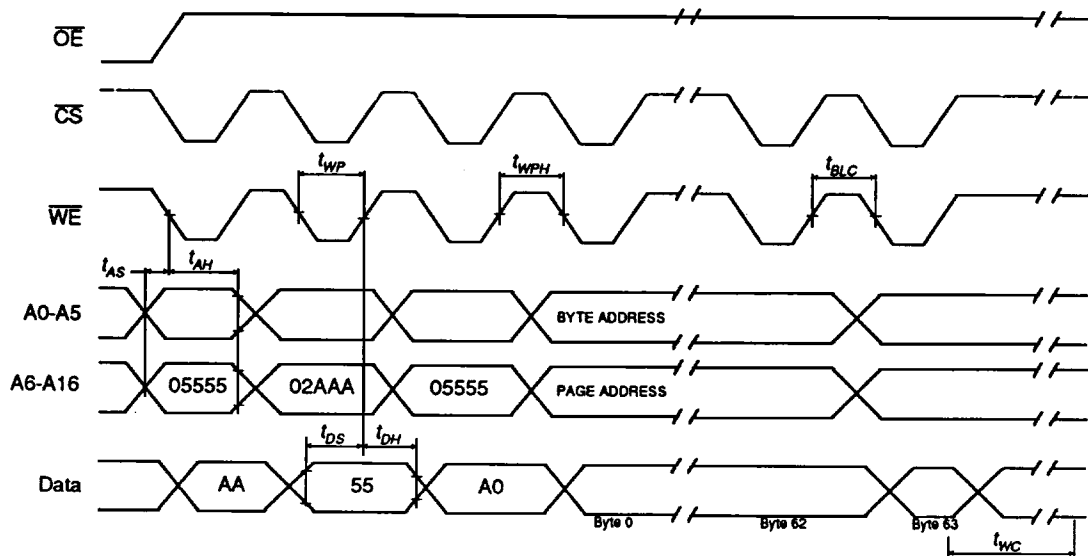 OE
CS
tWP
tWPH
tBLC
WE
tAS
tAH
A0-A5
BYTE ADDRESS
A6-A16
05555
02AAA
05555
PAGE ADDRESS
tDS
tDH
Data
AA
55
A0
Byte 0
Byte 62
Byte 63
tWC